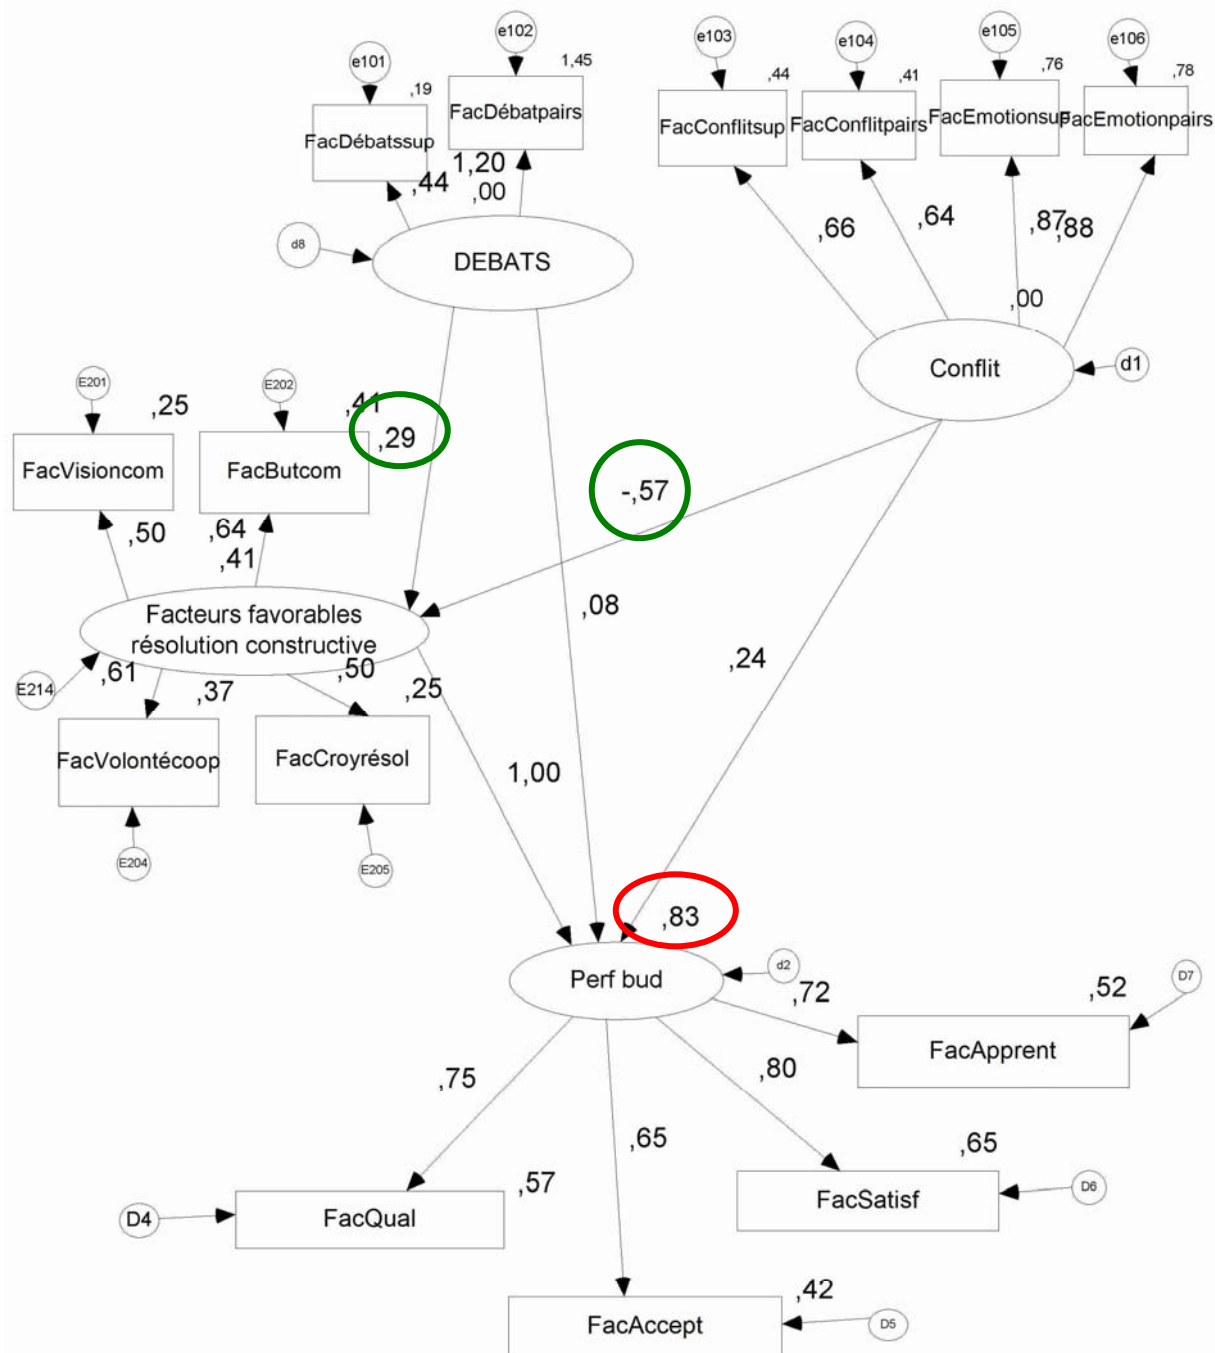 e101
e102
e103
e104
e105
e106
,19
1,45
,44
,41
,76
,78
FacDébatssup
FacDébatpairs
FacConflitsup
FacConflitpairs
FacEmotionsup
FacEmotionpairs
,44
1,20
,00
,66
,64
,87
,88
,00
d8
DEBATS
Conflit
d1
E201
E202
,25
,41
,29
FacVisioncom
FacButcom
-,57
,50
,64
,41
Facteurs favorables
résolution constructive
,08
,24
E214
,61
,37
,50
,25
FacVolontécoop
FacCroyrésol
1,00
E204
E205
,83
Perf bud
d2
,72
,52
D7
FacApprent
,75
,80
,65
,65
,57
D4
FacQual
FacSatisf
D6
,42
FacAccept
D5